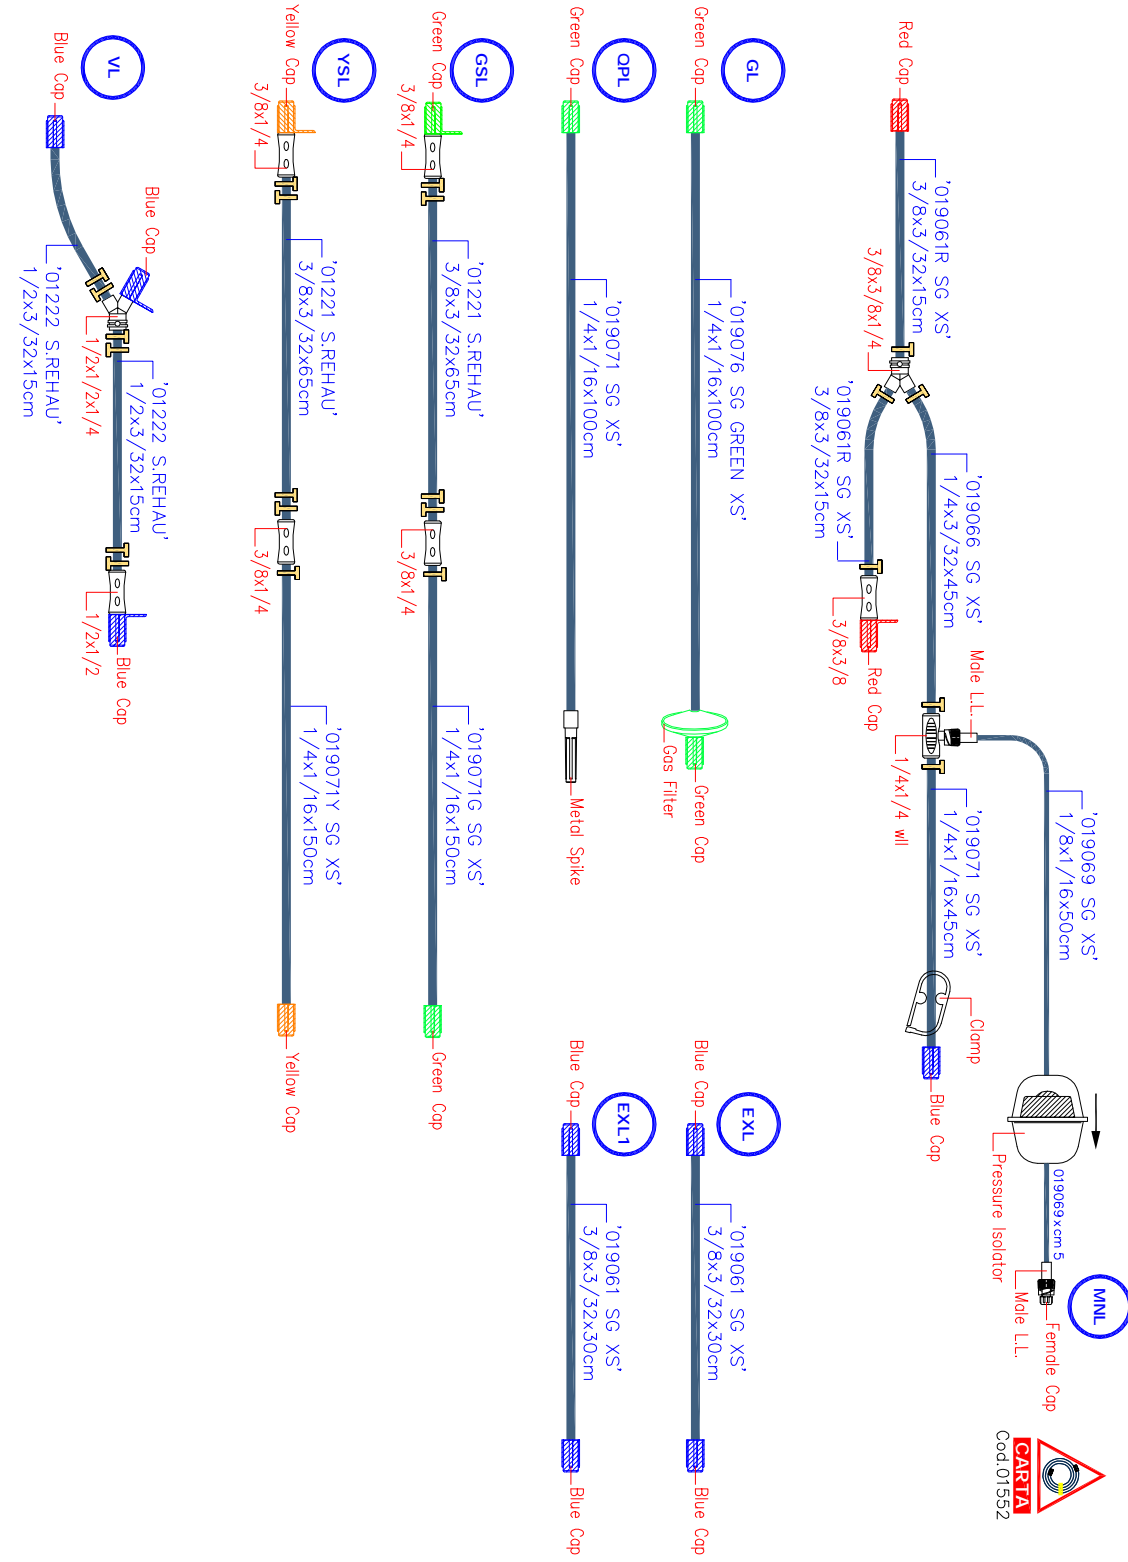 Red Cap
'019061R SG XS'
3/8x3/32x15cm
3/8x3/8x1/4
'019061R SG XS'
3/8x3/32x15cm
3/8x3/8
Red Cap
'019066 SG XS'
1/4x3/32x45cm
Male L.L.
1/4x1/4 wll
'019071 SG XS'
1/4x1/16x45cm
Clamp
Blue Cap
'019069 SG XS'
1/8x1/16x50cm
Pressure Isolator
019069xcm 5
Male L.L.
Female Cap
MNL
CARTA
Cod.01552
GL
Green Cap
'019076 SG GREEN XS'
1/4x1/16x100cm
Gas Filter
Green Cap
EXL
Blue Cap
'019061 SG XS'
3/8x3/32x30cm
Blue Cap
QPL
Green Cap
'019071 SG XS'
1/4x1/16x100cm
Metal Spike
EXL1
Blue Cap
'019061 SG XS'
3/8x3/32x30cm
Blue Cap
GSL
Green Cap
3/8x1/4
'01221 S.REHAU'
3/8x3/32x65cm
3/8x1/4
'019071G SG XS'
1/4x1/16x150cm
Green Cap
YSL
Yellow Cap
3/8x1/4
'01221 S.REHAU'
3/8x3/32x65cm
3/8x1/4
'019071Y SG XS'
1/4x1/16x150cm
Yellow Cap
VL
Blue Cap
Blue Cap
'01222 S.REHAU'
1/2x3/32x15cm
1/2x1/2x1/4
'01222 S.REHAU'
1/2x3/32x15cm
1/2x1/2
Blue Cap